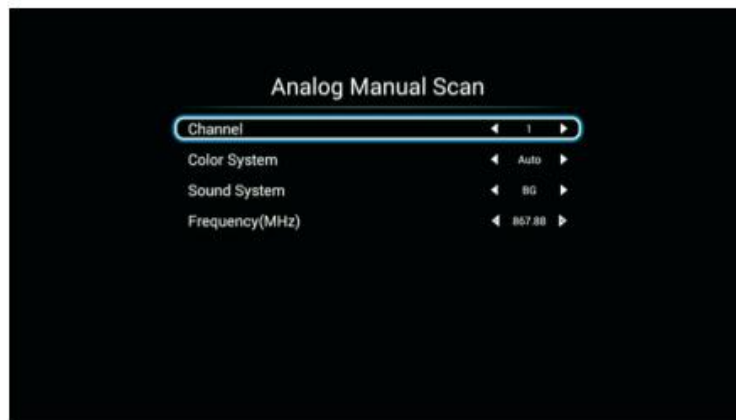 Analog Manual Scan
Channel 1
Color System Auto
Sound System BG
Frequency(MHz) 867.88